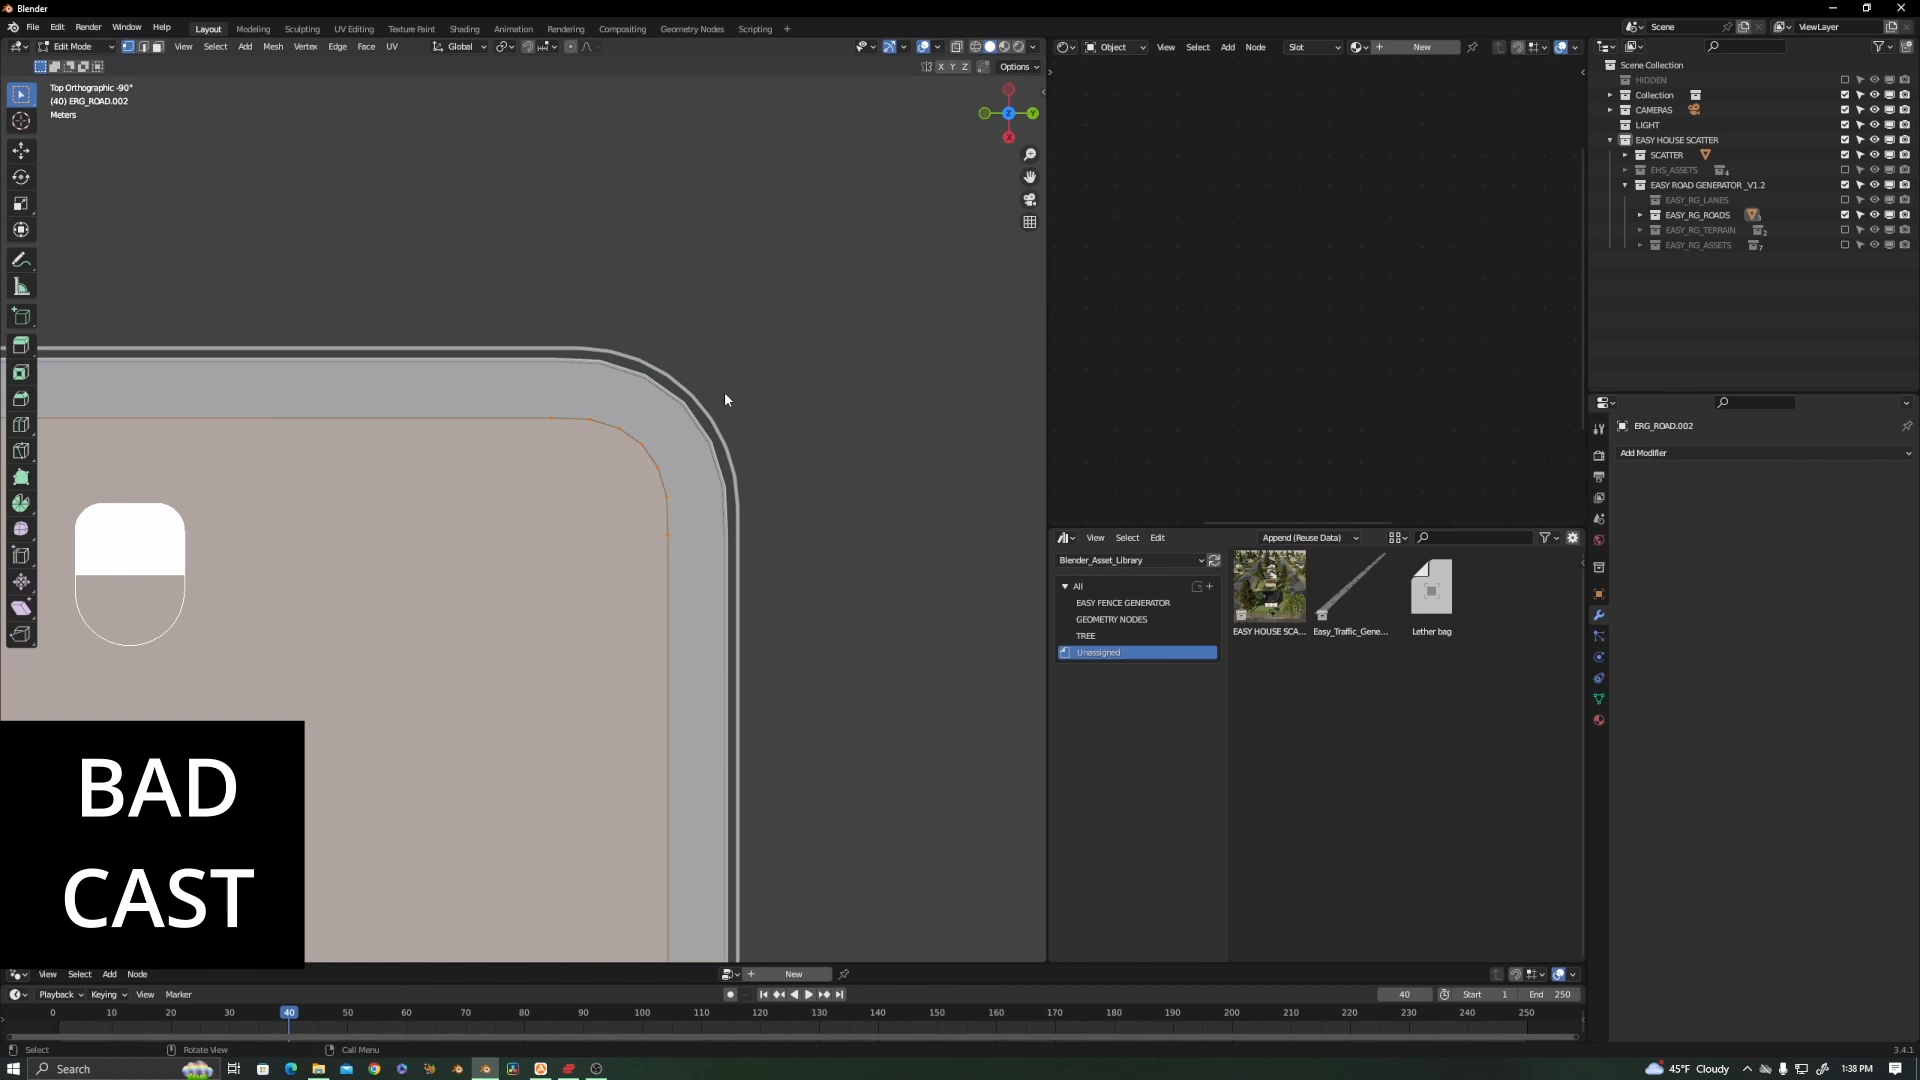 Blender
File Edit Render Window Help
Layout Modeling Sculpting UV Editing Texture Paint Shading Animation Rendering Compositing Geometry Nodes Scripting +
Scene
ViewLayer
Edit Mode View Select Add Mesh Vertex Edge Face UV
Global
Object View Select Add Node Slot New
X Y Z Options
Top Orthographic -90°
(40) ERG_ROAD.002
Meters
Z
Y
X
Scene Collection
HIDDEN
Collection
CAMERAS
LIGHT
EASY HOUSE SCATTER
SCATTER
EHS_ASSETS 4
EASY ROAD GENERATOR _V1.2
EASY_RG_LANES
EASY_RG_ROADS 3
EASY_RG_TERRAIN 2
EASY_RG_ASSETS 7
ERG_ROAD.002
Add Modifier
View Select Edit Append (Reuse Data)
Blender_Asset_Library
All
EASY FENCE GENERATOR
GEOMETRY NODES
TREE
Unassigned
EASY HOUSE SCA... Easy_Traffic_Gene... Lether bag
BAD
CAST
View Select Add Node New
Playback Keying View Marker 40 Start 1 End 250
0 10 20 30 40 50 60 70 80 90 100 110 120 130 140 150 160 170 180 190 200 210 220 230 240 250
Select Rotate View Call Menu 3.4.1
Search 45°F Cloudy 1:38 PM